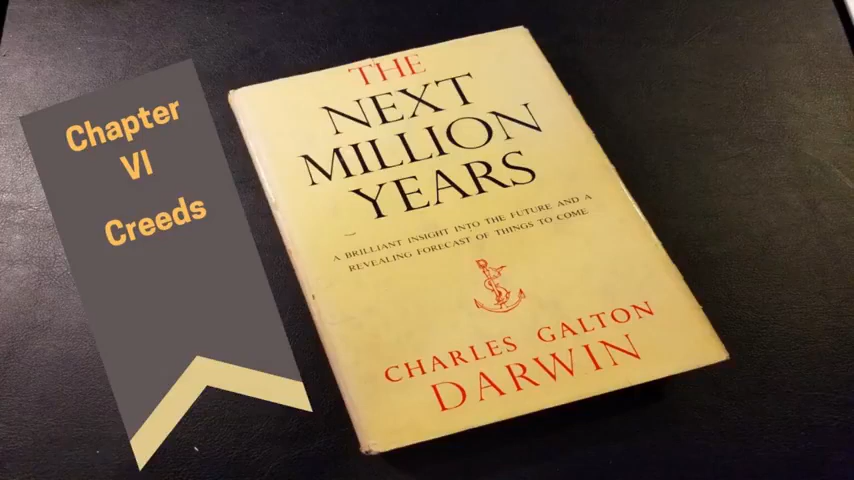 Chapter
VI
Creeds
THE
NEXT
MILLION
YEARS
A BRILLIANT INSIGHT INTO THE FUTURE AND A
REVEALING FORECAST OF THINGS TO COME
CHARLES GALTON
DARWIN